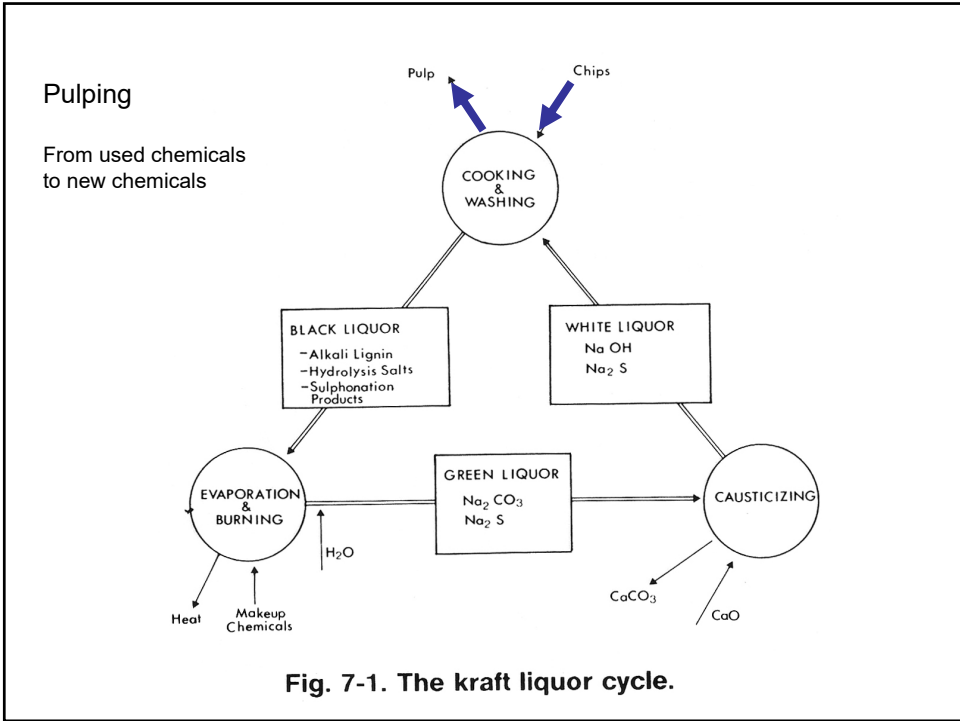 Pulping
From used chemicals
to new chemicals
Pulp
Chips
COOKING
&
WASHING
BLACK LIQUOR
-Alkali Lignin
-Hydrolysis Salts
-Sulphonation
Products
WHITE LIQUOR
Na OH
Na₂ S
EVAPORATION
&
BURNING
GREEN LIQUOR
Na₂ CO₃
Na₂ S
CAUSTICIZING
H₂O
Heat
Makeup
Chemicals
CaCO₃
CaO
Fig. 7-1. The kraft liquor cycle.